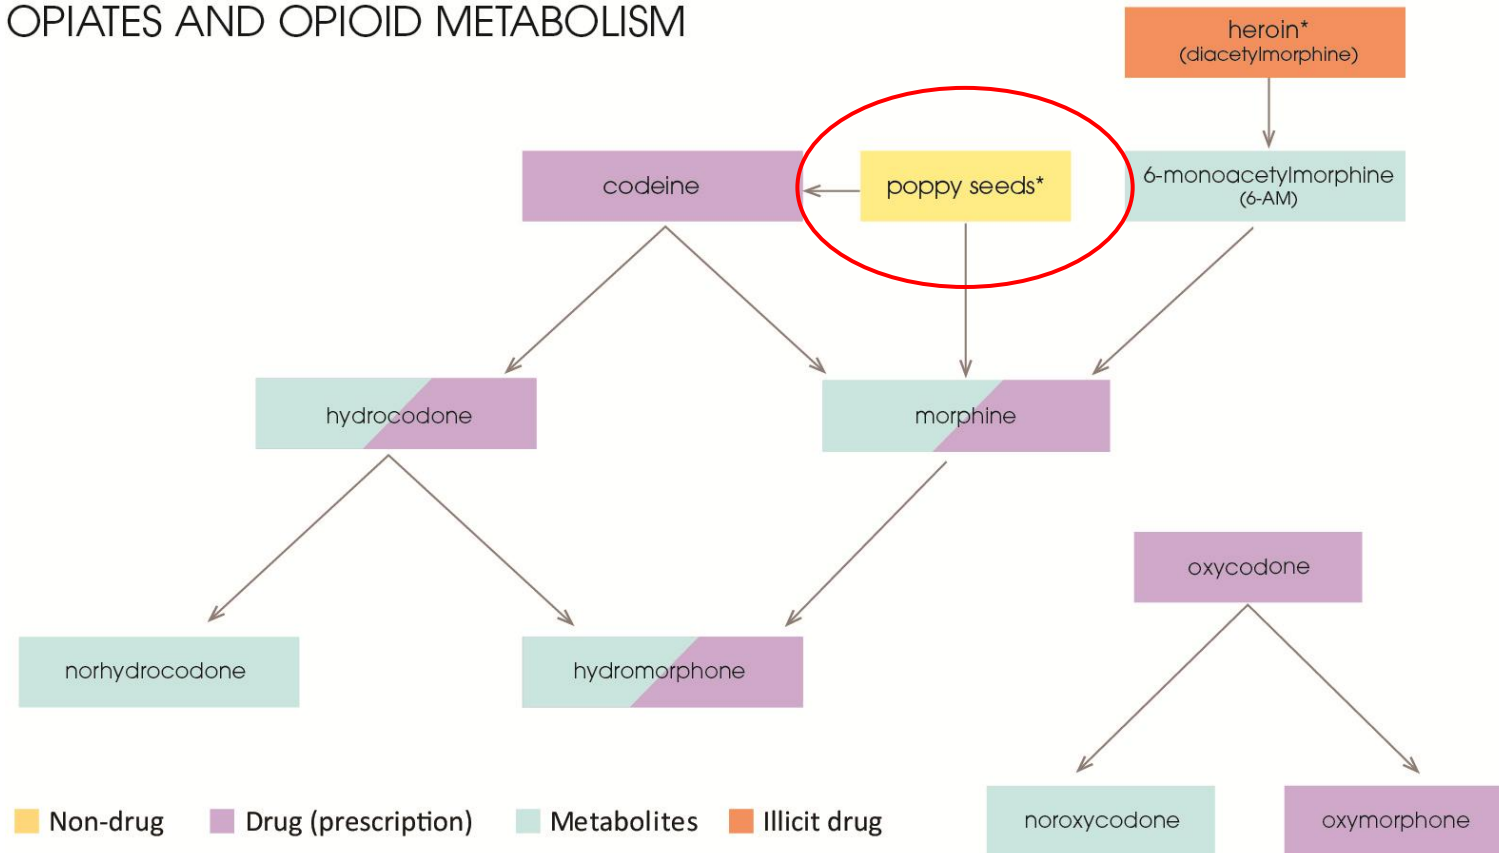 OPIATES AND OPIOID METABOLISM
heroin*
(diacetylmorphine)
codeine
poppy seeds*
6-monoacetylmorphine
(6-AM)
hydrocodone
morphine
oxycodone
norhydrocodone
hydromorphone
noroxycodone
oxymorphone
Non-drug
Drug (prescription)
Metabolites
Illicit drug